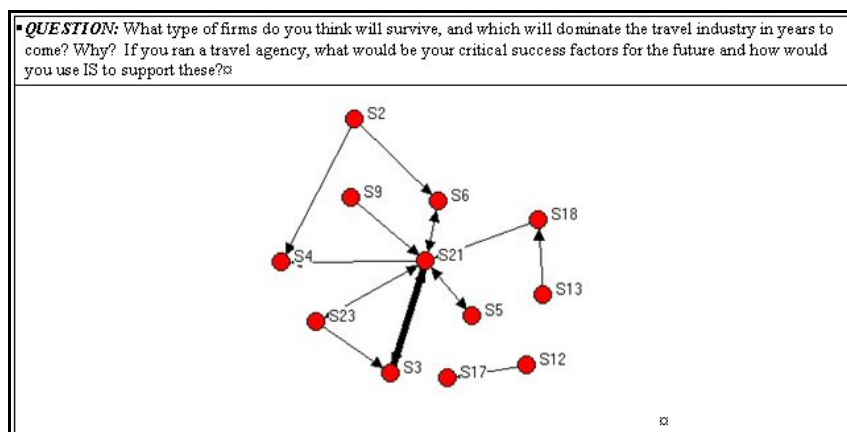 ▪QUESTION: What type of firms do you think will survive, and which will dominate the travel industry in years to
come? Why? If you ran a travel agency, what would be your critical success factors for the future and how would
you use IS to support these?¤
S2
S9
S6
S18
S4
S21
S13
S23
S5
S3
S17
S12
¤